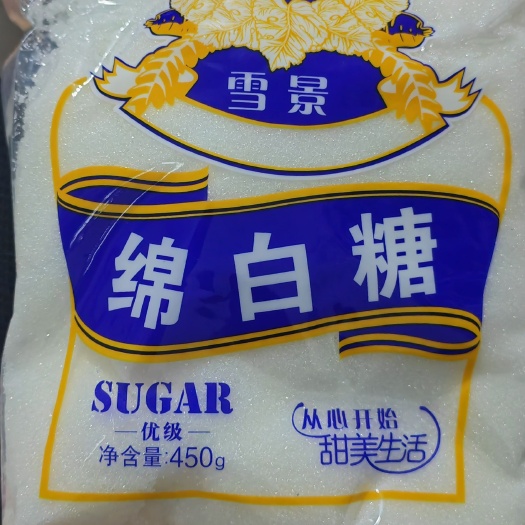 雪景
绵白糖
SUGAR
优级
净含量:450g
从心开始
甜美生活